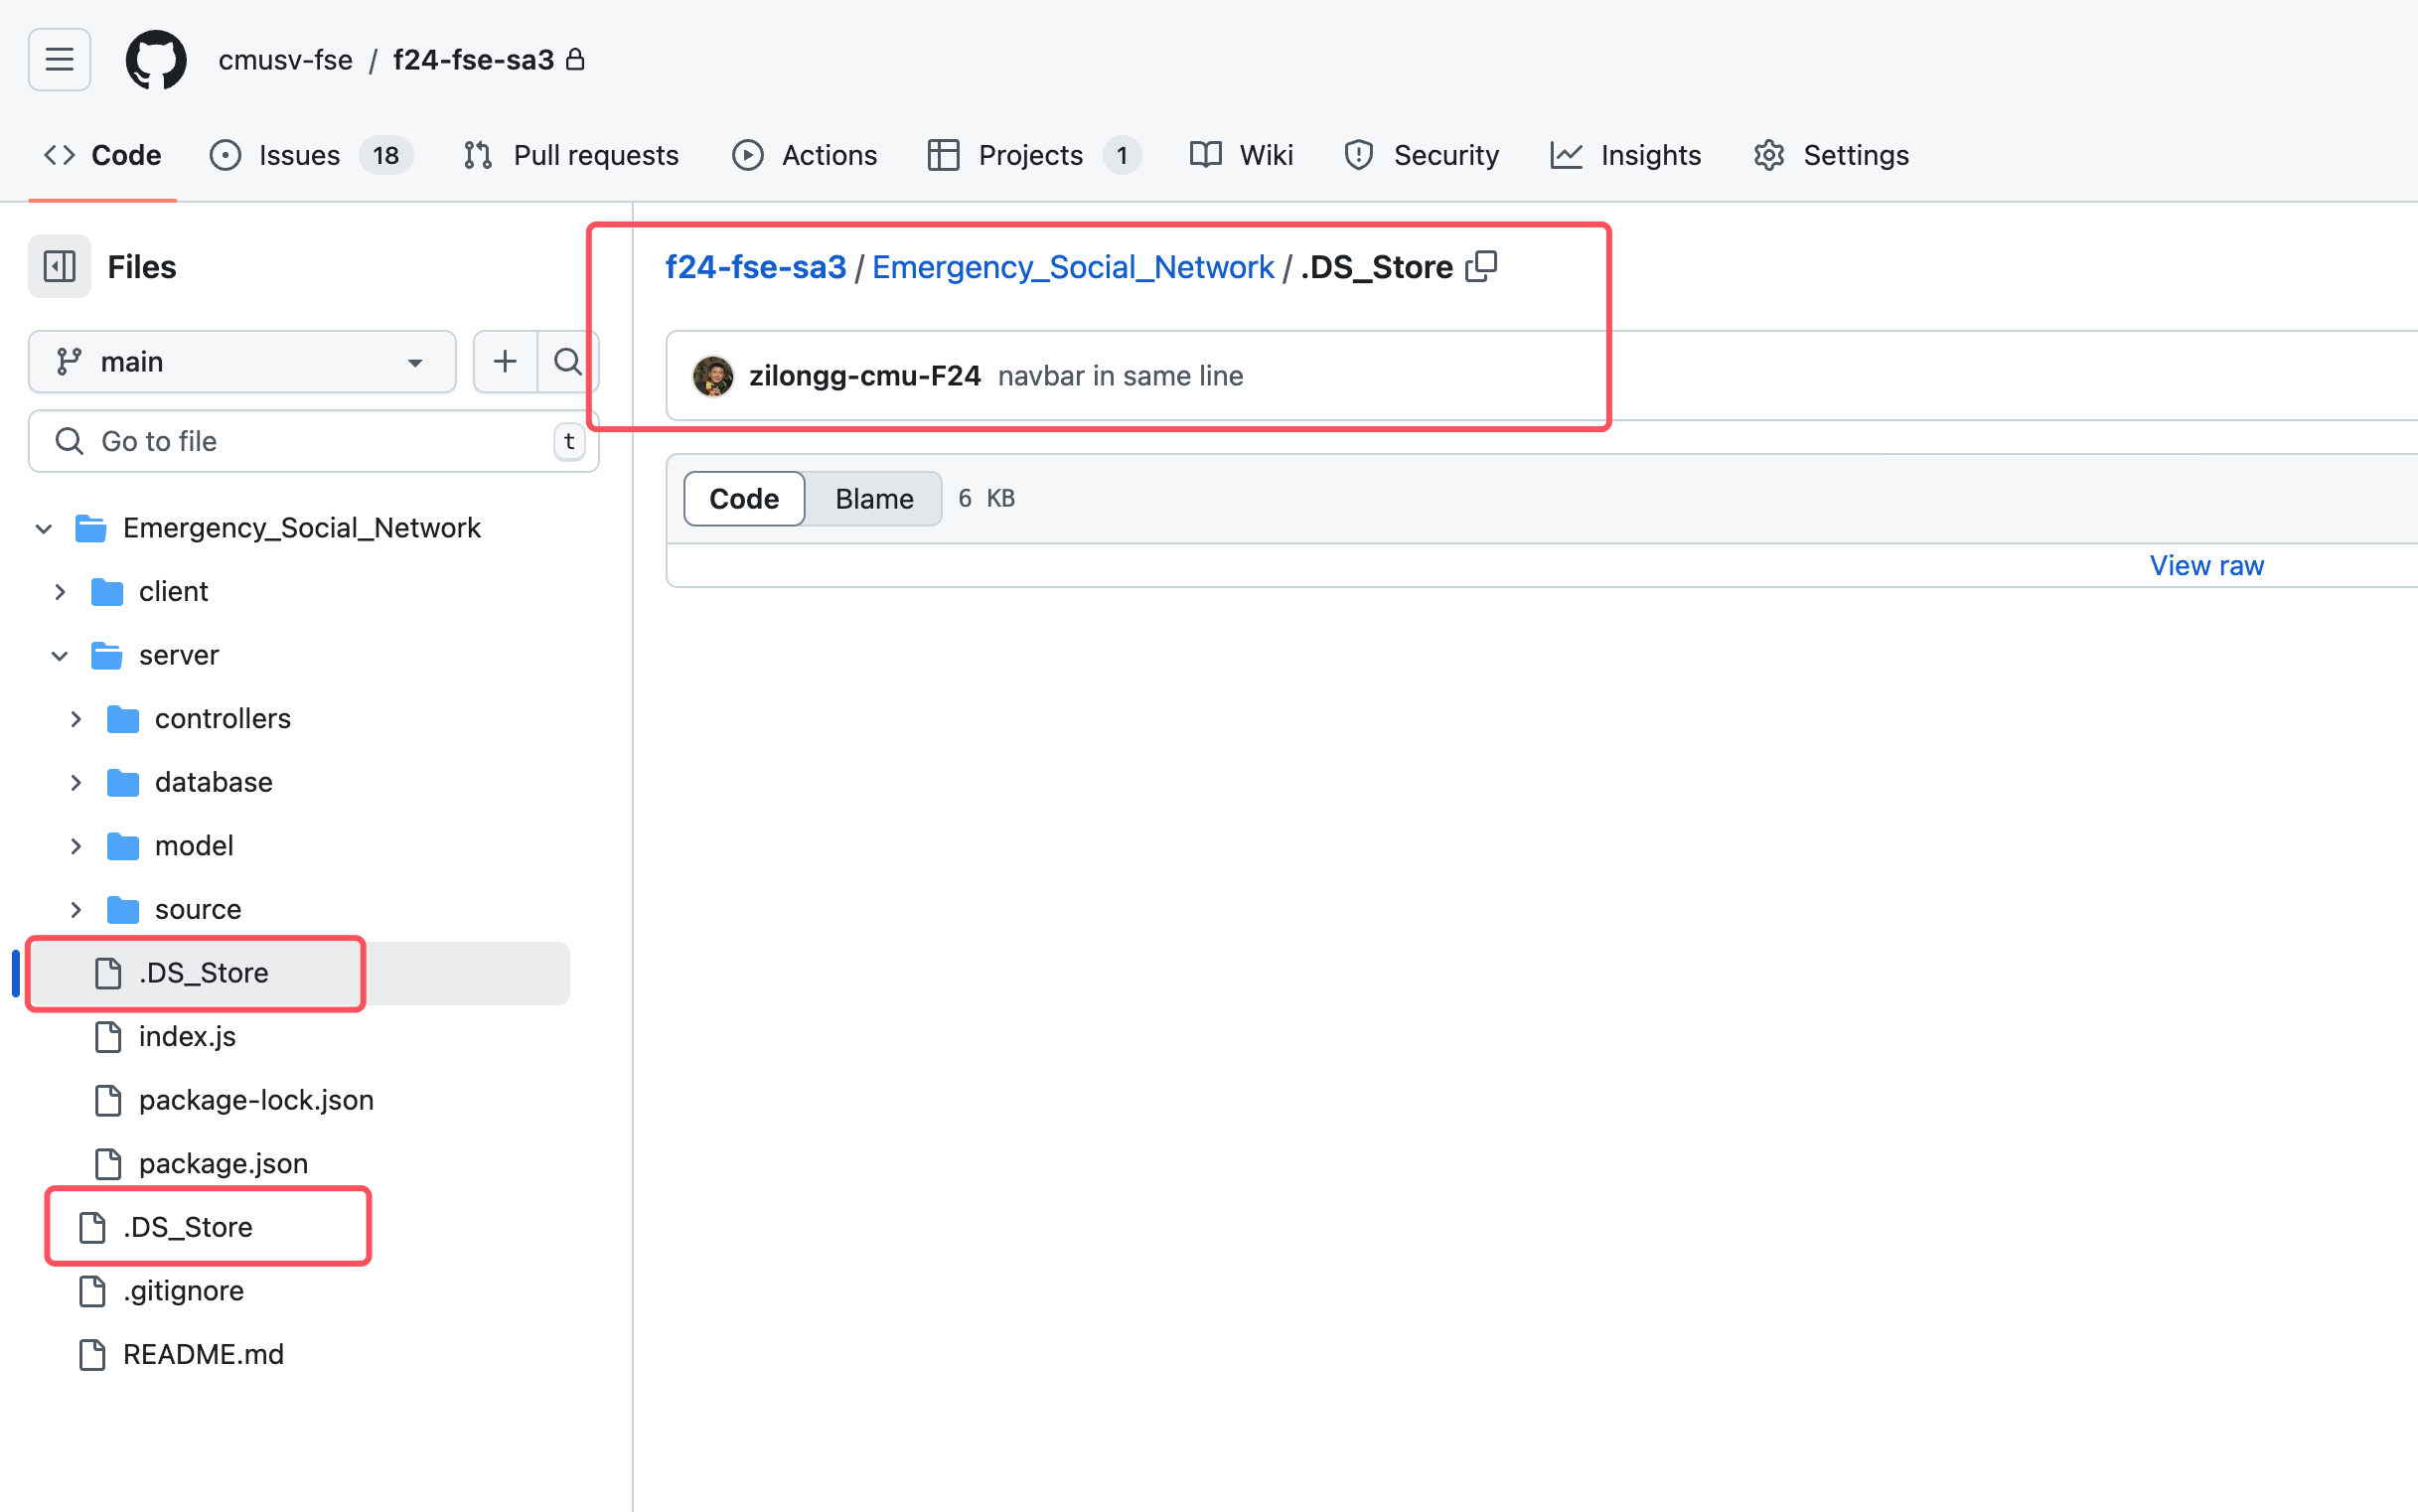 cmusv-fse / f24-fse-sa3
Code Issues 18 Pull requests Actions Projects 1 Wiki Security Insights Settings
Files
main
Go to file t
Emergency_Social_Network
client
server
controllers
database
model
source
.DS_Store
index.js
package-lock.json
package.json
.DS_Store
.gitignore
README.md
f24-fse-sa3 / Emergency_Social_Network / .DS_Store
zilongg-cmu-F24 navbar in same line
Code Blame 6 KB
View raw